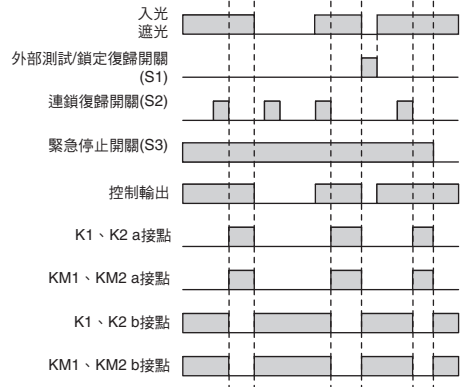 入光
遮光
外部測試/鎖定復歸開關
(S1)
連鎖復歸開關(S2)
緊急停止開關(S3)
控制輸出
K1、K2 a接點
KM1、KM2 a接點
K1、K2 b接點
KM1、KM2 b接點